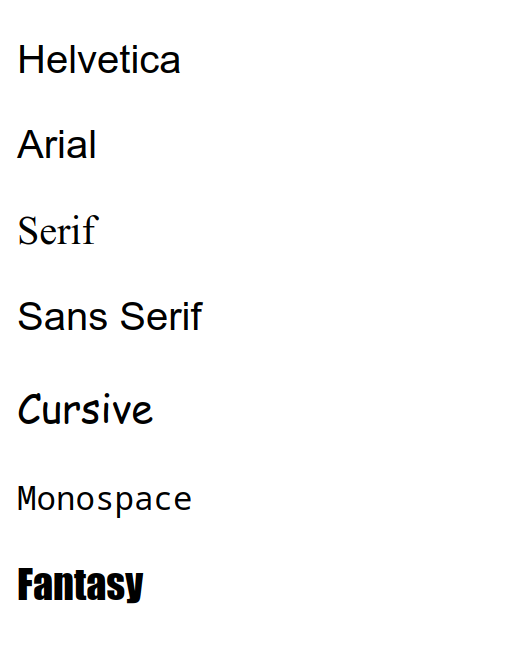 Helvetica
Arial
Serif
Sans Serif
Cursive
Monospace
Fantasy